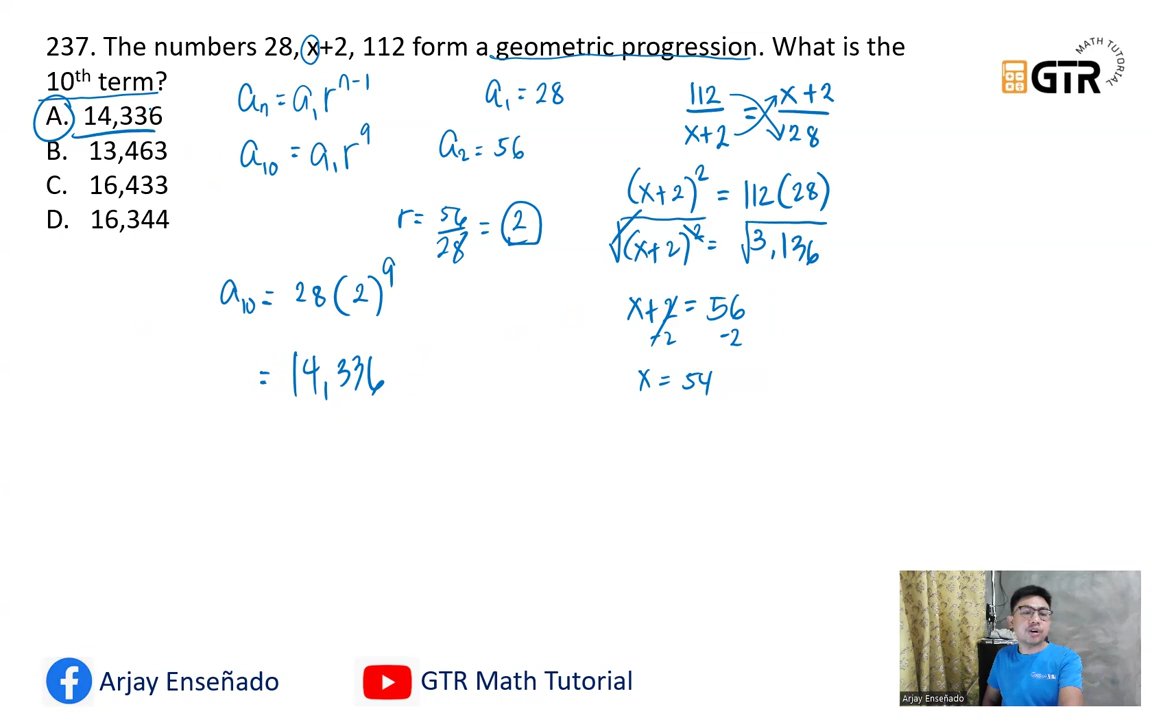 237. The numbers 28, x+2, 112 form a geometric progression. What is the
10th term?
A. 14,336
B. 13,463
C. 16,433
D. 16,344
aₙ = a₁rⁿ⁻¹
a₁₀ = a₁r⁹
a₁ = 28
a₂ = 56
r = 56/28 = 2
a₁₀ = 28(2)⁹
= 14,336
112/x+2 = x+2/28
(x+2)² = 112(28)
√(x+2)² = √3,136
x+2 = 56
-2 -2
x = 54
MATH TUTORIAL
GTR
Arjay Enseñado
GTR Math Tutorial
Arjay Enseñado